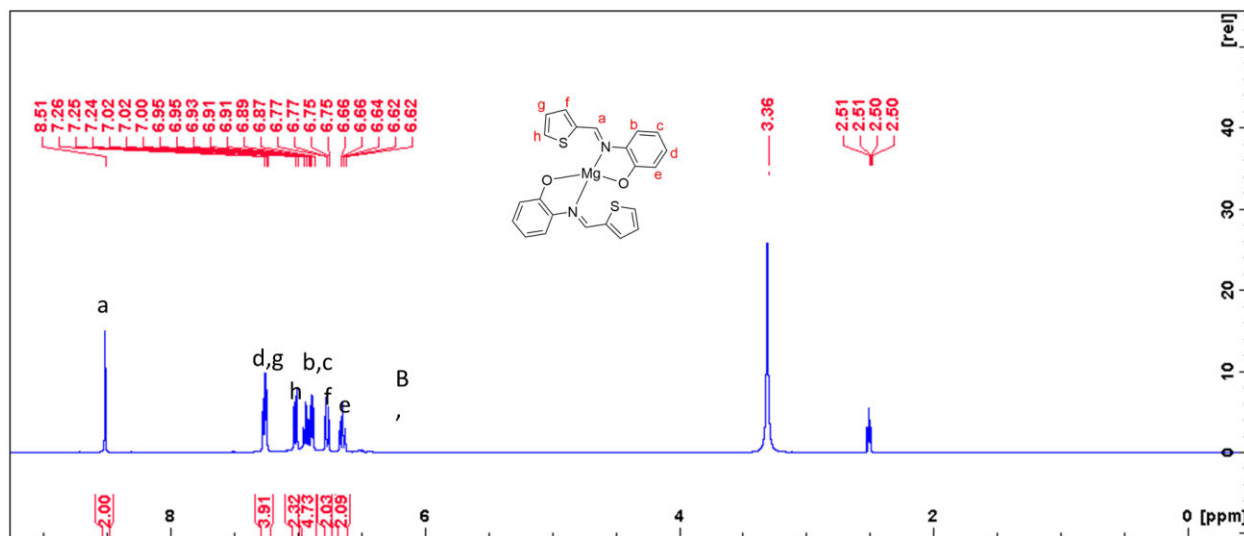 [rel]
8.51
7.26
7.25
7.24
7.02
7.02
7.00
6.95
6.95
6.93
6.91
6.91
6.89
6.87
6.77
6.77
6.75
6.75
6.66
6.66
6.64
6.62
6.62
3.36
2.51
2.51
2.50
2.50
g
f
a
b
c
h
S
N
d
Mg
O
e
O
N
S
40
30
20
10
0
a
d,g
b,c
B
h
f
e
,
2.00
3.91
2.32
4.73
2.03
2.09
8
6
4
2
0 [ppm]